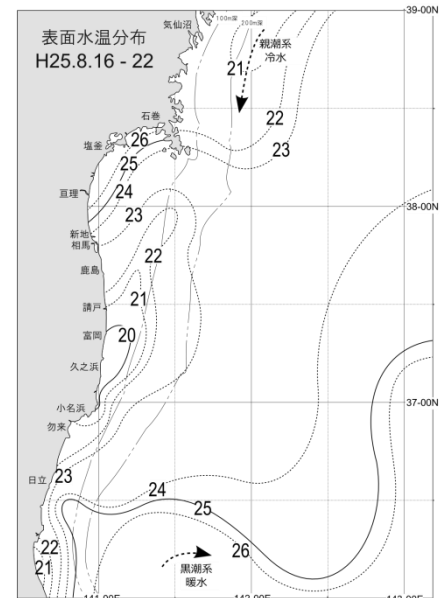 表面水温分布
H25.8.16 - 22
気仙沼
100m深
200m深
39-00N
親潮系
冷水
21
22
23
石巻
塩釜
26
25
24
23
亘理
38-00N
新地
相馬
22
鹿島
21
請戸
富岡
20
久之浜
37-00N
小名浜
勿来
日立
23
24
25
26
22
21
黒潮系
暖水